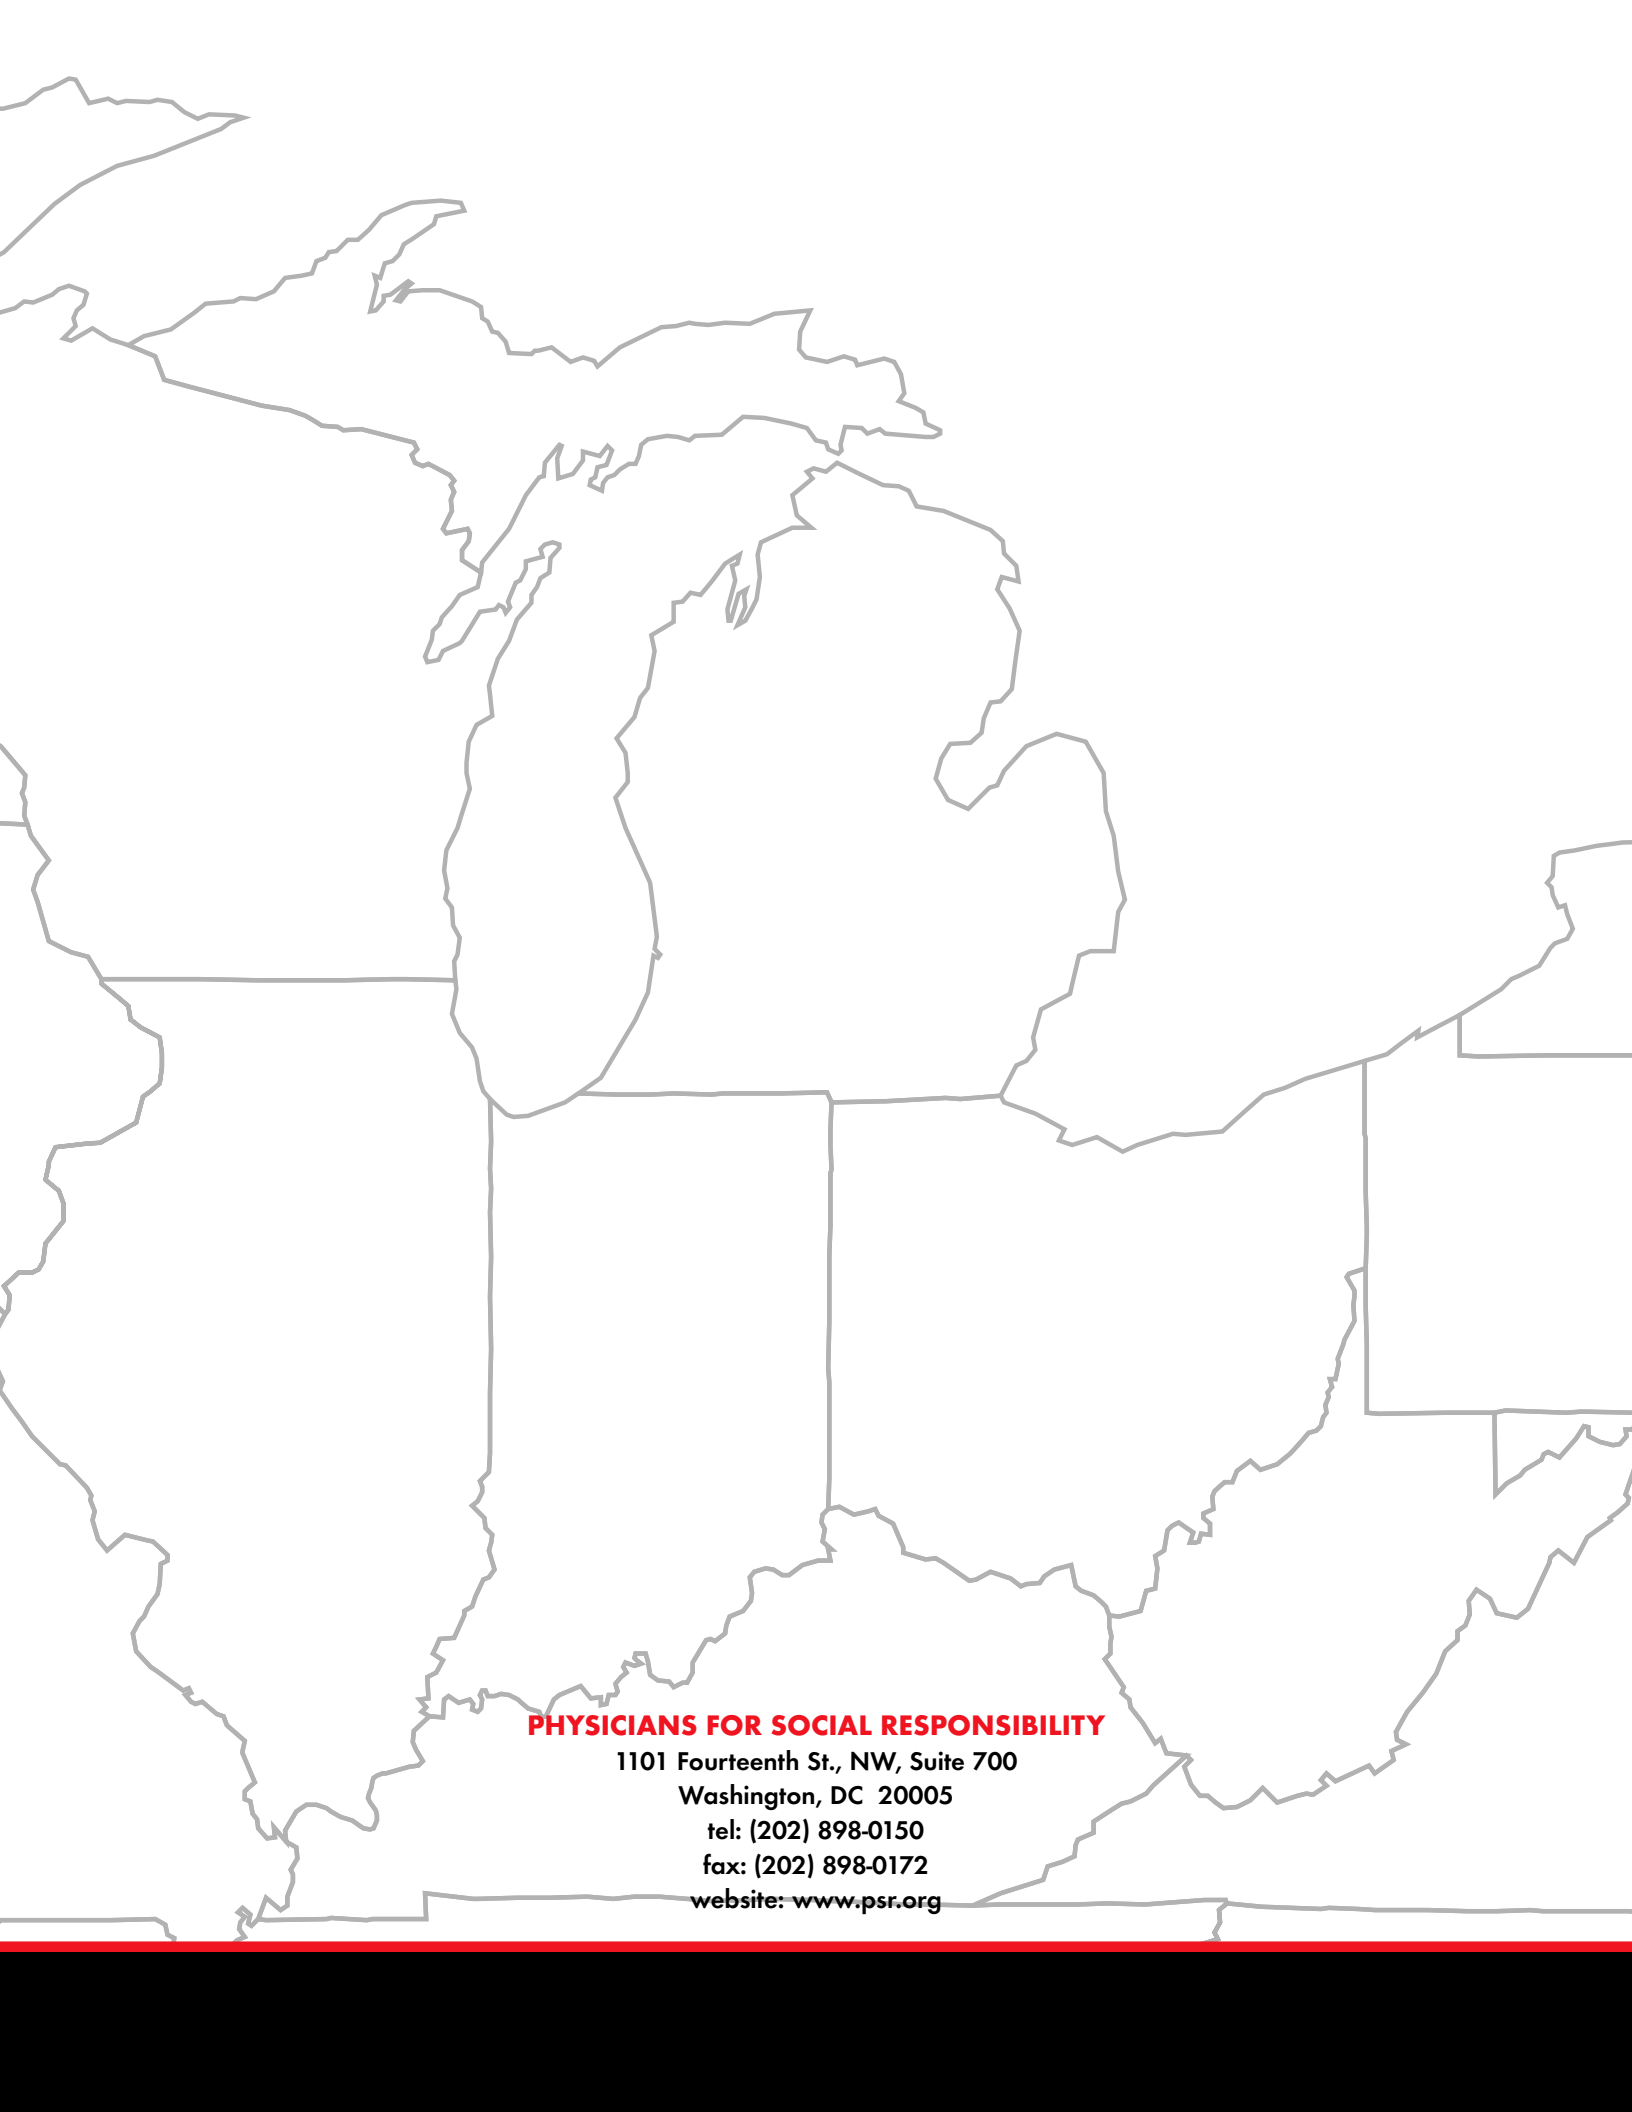 PHYSICIANS FOR SOCIAL RESPONSIBILITY
1101 Fourteenth St., NW, Suite 700
Washington, DC  20005
tel: (202) 898-0150
fax: (202) 898-0172
website: www.psr.org